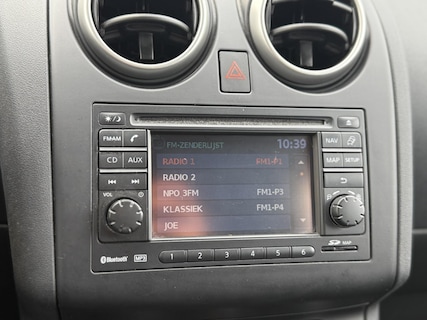 FM-ZENDERLIJST 10:39
FM•AM
NAV
CD AUX
RADIO 1 FM1-P1
MAP SETUP
RADIO 2
VOL
NPO 3FM FM1-P3
KLASSIEK FM1-P4
JOE
Bluetooth MP3
1 2 3 4 5 6
SD MAP